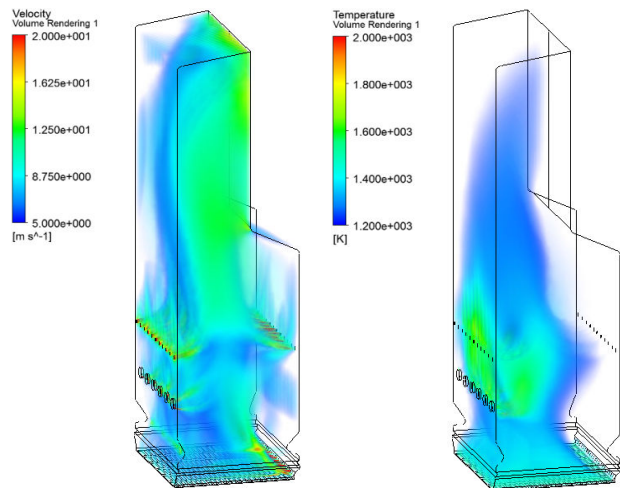 Velocity
Volume Rendering 1
2.000e+001
1.625e+001
1.250e+001
8.750e+000
5.000e+000
[m s^-1]
Temperature
Volume Rendering 1
2.000e+003
1.800e+003
1.600e+003
1.400e+003
1.200e+003
[K]